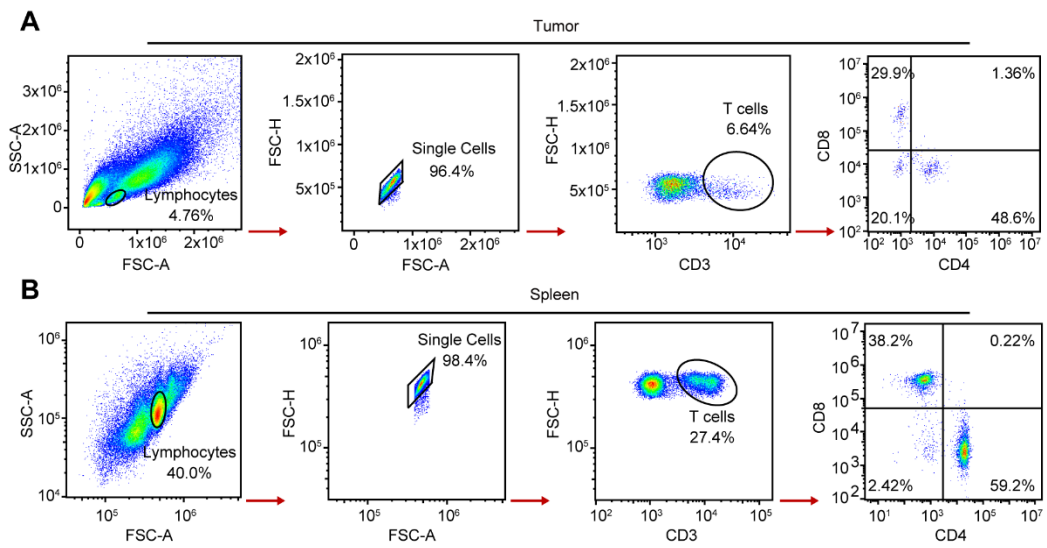 A
Tumor
SSC-A
3x10⁶
2x10⁶
1x10⁶
0
Lymphocytes
4.76%
0 1x10⁶ 2x10⁶
FSC-A
FSC-H
2x10⁶
1.5x10⁶
1x10⁶
5x10⁵
0
Single Cells
96.4%
0 1x10⁶ 2x10⁶
FSC-A
FSC-H
2x10⁶
1.5x10⁶
1x10⁶
5x10⁵
0
T cells
6.64%
10³ 10⁴
CD3
CD8
10⁷
10⁶
10⁵
10⁴
10³
10²
29.9% 1.36%
20.1% 48.6%
10² 10³ 10⁴ 10⁵ 10⁶ 10⁷
CD4
B
Spleen
SSC-A
10⁶
10⁵
10⁴
Lymphocytes
40.0%
10⁵ 10⁶
FSC-A
FSC-H
10⁶
10⁵
Single Cells
98.4%
10⁵ 10⁶
FSC-A
FSC-H
10⁶
10⁵
T cells
27.4%
10² 10³ 10⁴ 10⁵
CD3
CD8
10⁷
10⁶
10⁵
10⁴
10³
10²
38.2% 0.22%
2.42% 59.2%
10¹ 10³ 10⁵ 10⁷
CD4